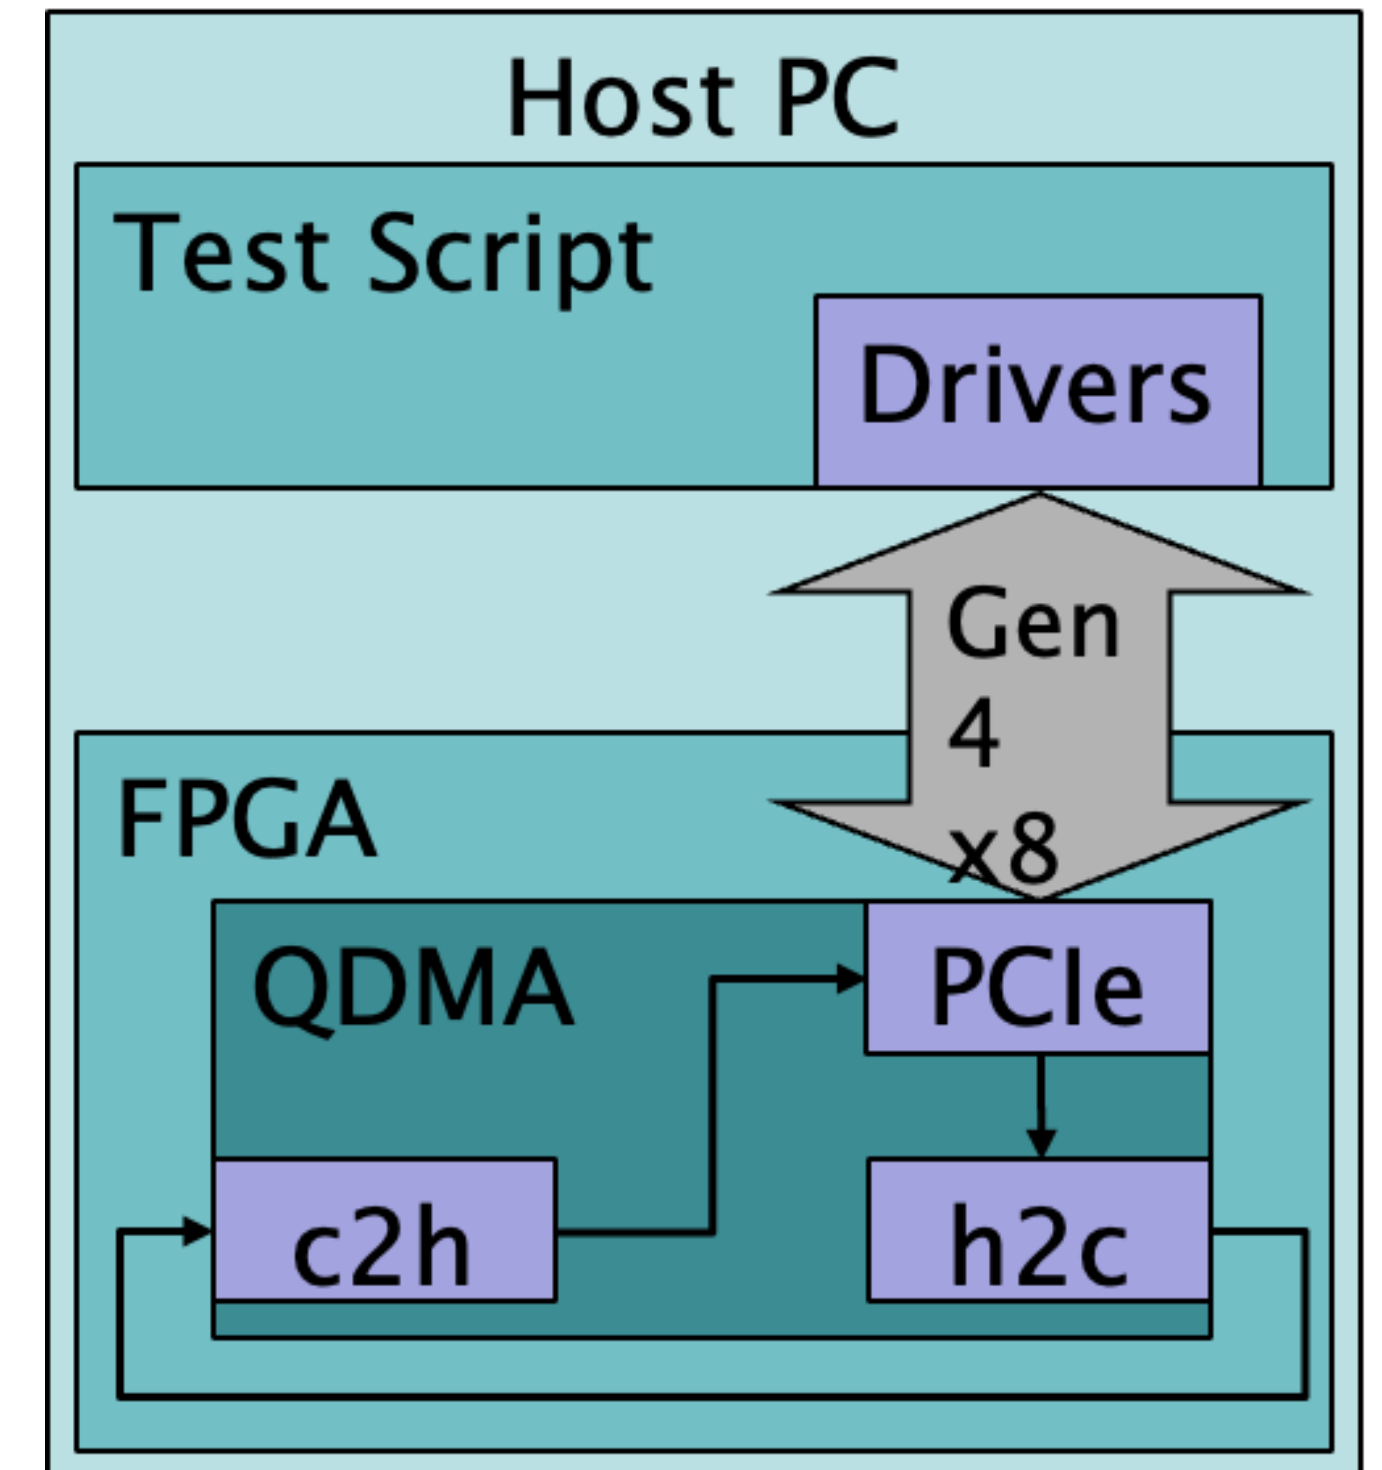 Host PC
Test Script
Drivers
Gen
4
x8
FPGA
QDMA
PCIe
c2h
h2c